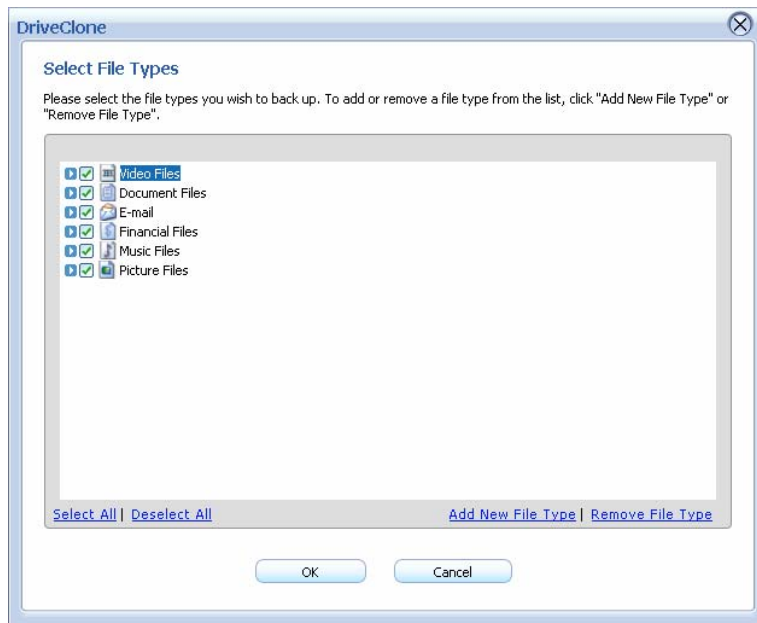 DriveClone
Select File Types
Please select the file types you wish to back up. To add or remove a file type from the list, click "Add New File Type" or
"Remove File Type".
Video Files
Document Files
E-mail
Financial Files
Music Files
Picture Files
Select All | Deselect All
Add New File Type | Remove File Type
OK
Cancel